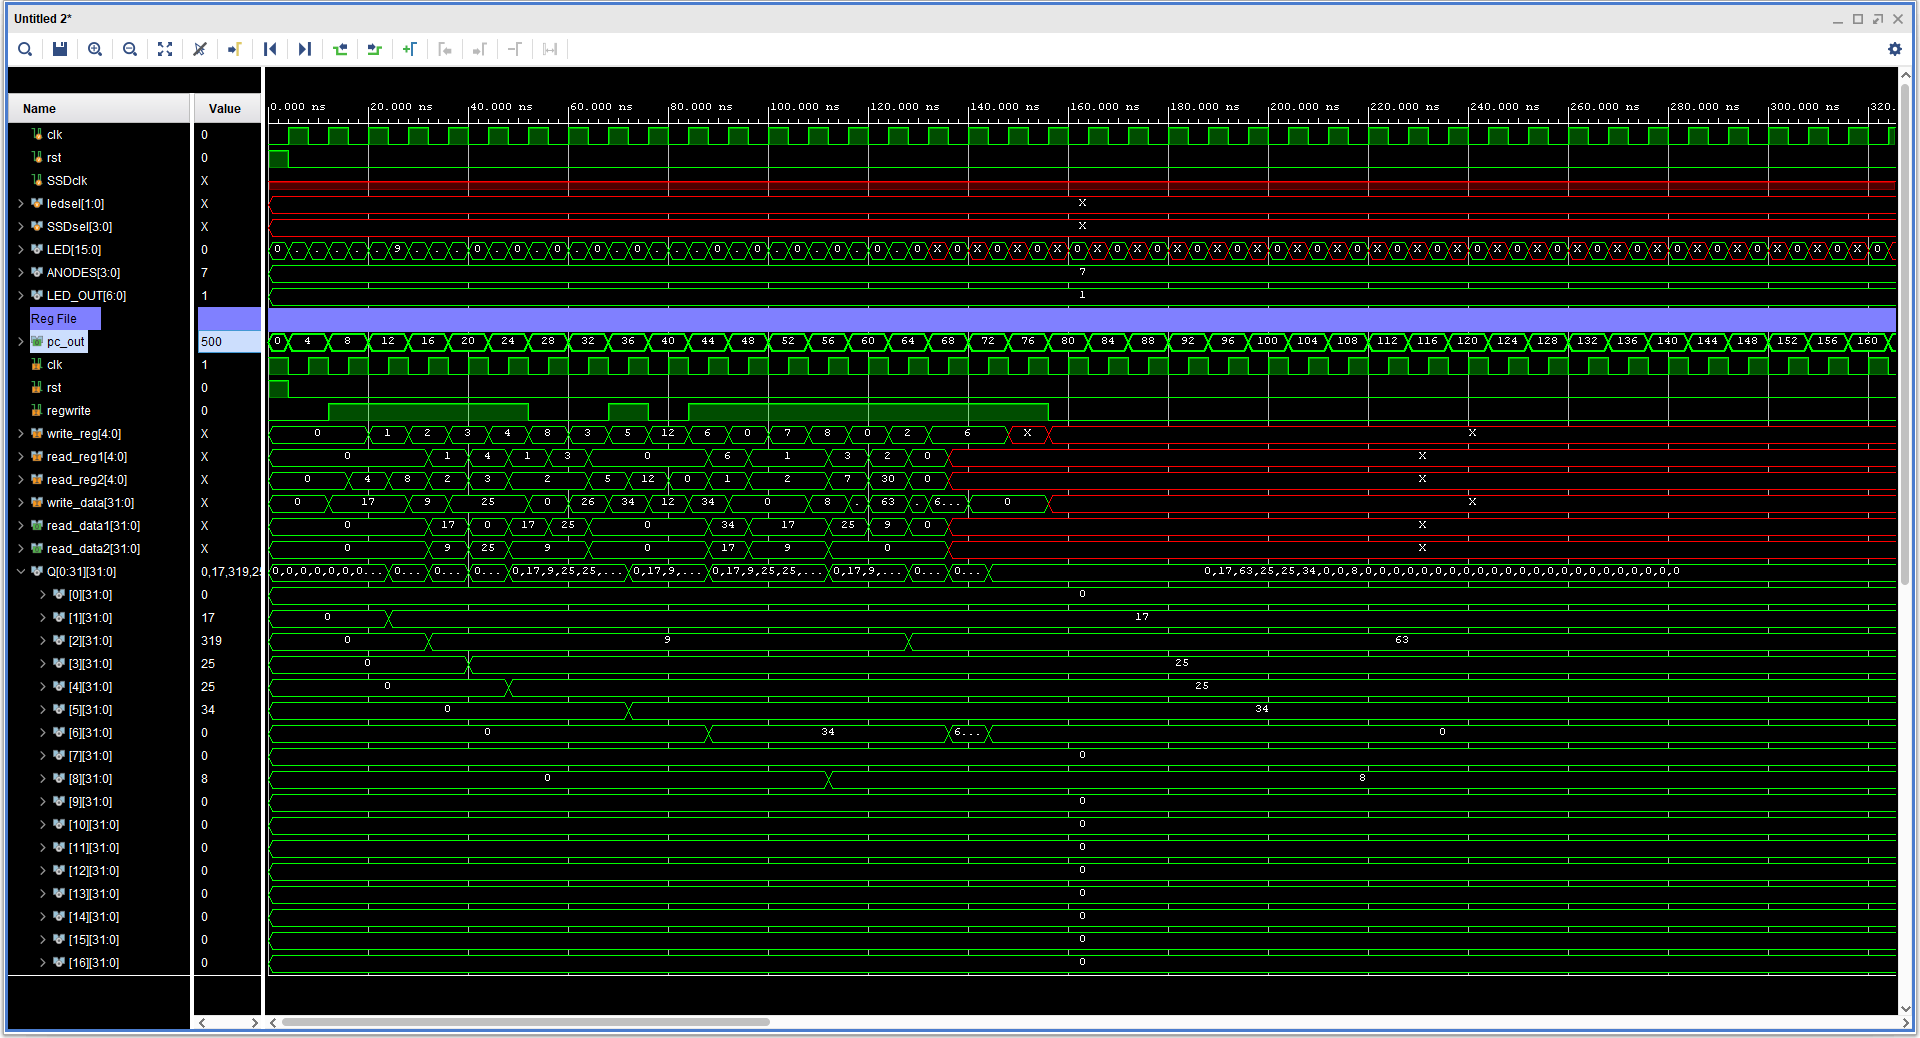 Untitled 2*
Name Value
0.000 ns 20.000 ns 40.000 ns 60.000 ns 80.000 ns 100.000 ns 120.000 ns 140.000 ns 160.000 ns 180.000 ns 200.000 ns 220.000 ns 240.000 ns 260.000 ns 280.000 ns 300.000 ns 320.
clk 0
rst 0
SSDclk X
ledsel[1:0] X X
SSDsel[3:0] X X
LED[15:0] 0 0 . . . . . 9 . . . 0 . 0 . 0 . 0 . 0 . . 0 . 0 . 0 . 0 . 0 . 0 X 0 X 0 X 0 X 0 X 0 X 0 X 0 X 0 X 0 X 0 X 0 X 0 X 0 X 0 X 0 X 0
ANODES[3:0] 7 7
LED_OUT[6:0] 1 1
Reg File
pc_out 500 0 4 8 12 16 20 24 28 32 36 40 44 48 52 56 60 64 68 72 76 80 84 88 92 96 100 104 108 112 116 120 124 128 132 136 140 144 148 152 156 160
clk 1
rst 0
regwrite 0
write_reg[4:0] X 0 1 2 3 4 8 3 5 12 6 0 7 8 0 2 6 X X
read_reg1[4:0] X 0 1 4 1 3 0 6 1 3 2 0 X
read_reg2[4:0] X 0 4 8 2 3 2 5 12 0 1 2 7 30 0 X
write_data[31:0] X 0 17 9 25 0 26 34 12 34 0 8 . 63 . 6... 0 X
read_data1[31:0] X 0 17 0 17 25 0 34 17 25 9 0 X
read_data2[31:0] X 0 9 25 9 0 17 9 0 X
Q[0:31][31:0] 0,17,319,25 0,0,0,0,0,0,0... 0... 0... 0... 0,17,9,25,25,... 0,17,9,... 0,17,9,25,25,... 0,17,9... 0... 0... 0,17,63,25,25,34,0,0,8,0,0,0,0,0,0,0,0,0,0,0,0,0,0,0,0,0,0,0,0,0,0,0
[0][31:0] 0 0
[1][31:0] 17 0 17
[2][31:0] 319 0 9 63
[3][31:0] 25 0 25
[4][31:0] 25 0 25
[5][31:0] 34 0 34
[6][31:0] 0 0 34 6... 0
[7][31:0] 0 0
[8][31:0] 8 0 8
[9][31:0] 0 0
[10][31:0] 0 0
[11][31:0] 0 0
[12][31:0] 0 0
[13][31:0] 0 0
[14][31:0] 0 0
[15][31:0] 0 0
[16][31:0] 0 0